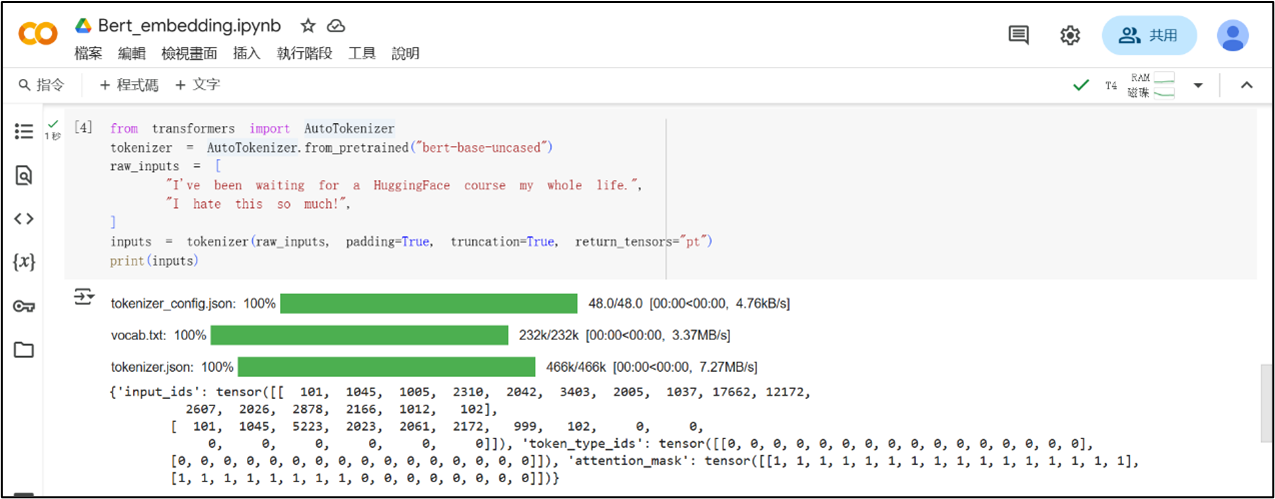 Bert_embedding.ipynb
檔案 編輯 檢視畫面 插入 執行階段 工具 說明
共用
指令 + 程式碼 + 文字
T4 RAM 磁碟
1 秒
[4] from transformers import AutoTokenizer
tokenizer = AutoTokenizer.from_pretrained("bert-base-uncased")
raw_inputs = [
"I've been waiting for a HuggingFace course my whole life.",
"I hate this so much!",
]
inputs = tokenizer(raw_inputs, padding=True, truncation=True, return_tensors="pt")
print(inputs)
tokenizer_config.json: 100% 48.0/48.0 [00:00<00:00, 4.76kB/s]
vocab.txt: 100% 232k/232k [00:00<00:00, 3.37MB/s]
tokenizer.json: 100% 466k/466k [00:00<00:00, 7.27MB/s]
{'input_ids': tensor([[ 101, 1045, 1005, 2310, 2042, 3403, 2005, 1037, 17662, 12172,
2607, 2026, 2878, 2166, 1012, 102],
[ 101, 1045, 5223, 2023, 2061, 2172, 999, 102, 0, 0,
0, 0, 0, 0, 0, 0]]), 'token_type_ids': tensor([[0, 0, 0, 0, 0, 0, 0, 0, 0, 0, 0, 0, 0, 0, 0, 0],
[0, 0, 0, 0, 0, 0, 0, 0, 0, 0, 0, 0, 0, 0, 0, 0]]), 'attention_mask': tensor([[1, 1, 1, 1, 1, 1, 1, 1, 1, 1, 1, 1, 1, 1, 1, 1],
[1, 1, 1, 1, 1, 1, 1, 1, 0, 0, 0, 0, 0, 0, 0, 0]])}